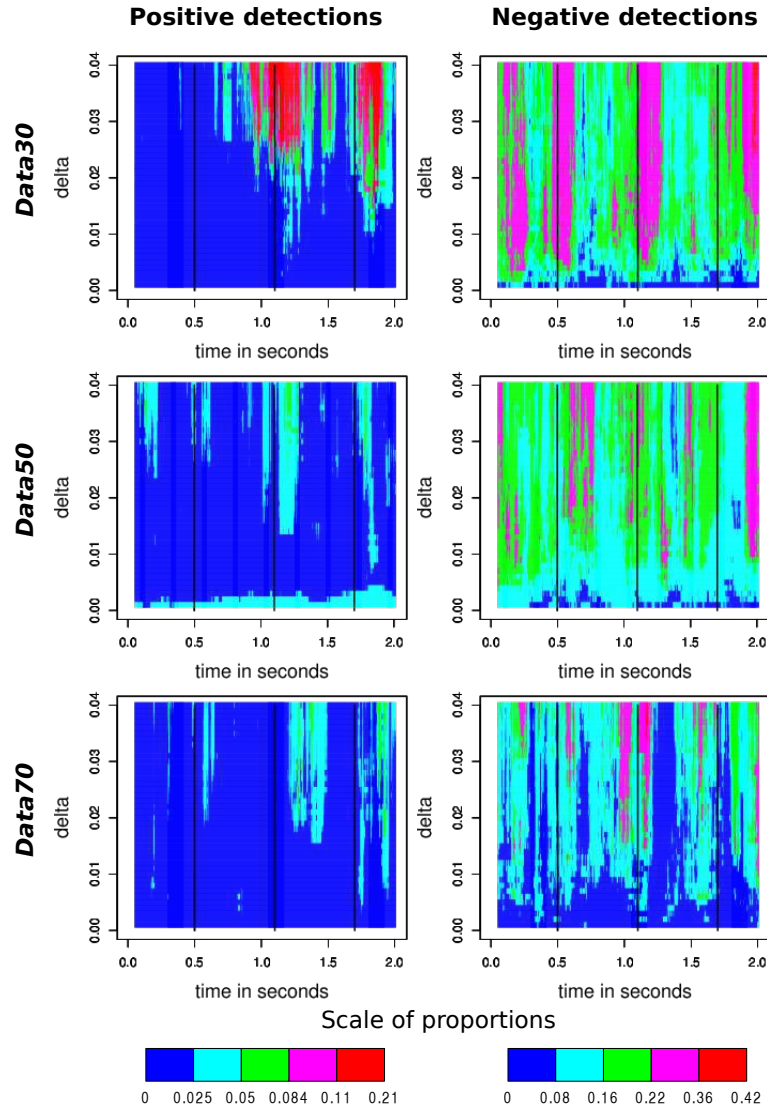 Positive detections Negative detections
Data30
delta
0.00 0.01 0.02 0.03 0.04
0.0 0.5 1.0 1.5 2.0
time in seconds
delta
0.00 0.01 0.02 0.03 0.04
0.0 0.5 1.0 1.5 2.0
time in seconds
Data50
delta
0.00 0.01 0.02 0.03 0.04
0.0 0.5 1.0 1.5 2.0
time in seconds
delta
0.00 0.01 0.02 0.03 0.04
0.0 0.5 1.0 1.5 2.0
time in seconds
Data70
delta
0.00 0.01 0.02 0.03 0.04
0.0 0.5 1.0 1.5 2.0
time in seconds
delta
0.00 0.01 0.02 0.03 0.04
0.0 0.5 1.0 1.5 2.0
time in seconds
Scale of proportions
0 0.025 0.05 0.084 0.11 0.21
0 0.08 0.16 0.22 0.36 0.42